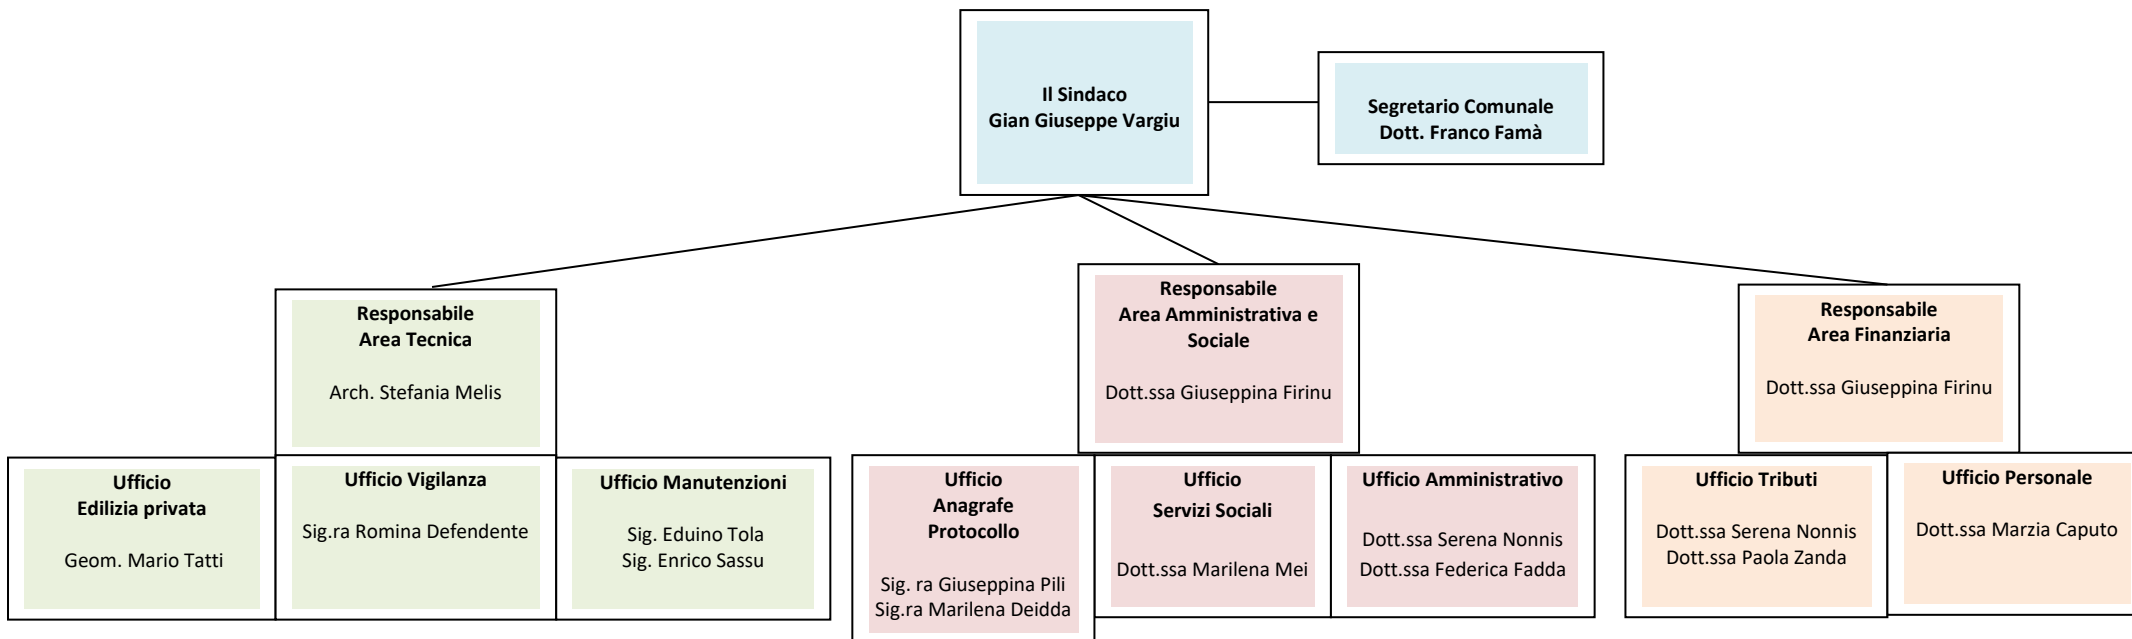 Il Sindaco
Gian Giuseppe Vargiu
Segretario Comunale
Dott. Franco Famà
Responsabile
Area Tecnica
Arch. Stefania Melis
Responsabile
Area Amministrativa e
Sociale
Dott.ssa Giuseppina Firinu
Responsabile
Area Finanziaria
Dott.ssa Giuseppina Firinu
Ufficio
Edilizia privata
Geom. Mario Tatti
Ufficio Vigilanza
Sig.ra Romina Defendente
Ufficio Manutenzioni
Sig. Eduino Tola
Sig. Enrico Sassu
Ufficio
Anagrafe
Protocollo
Sig. ra Giuseppina Pili
Sig.ra Marilena Deidda
Ufficio
Servizi Sociali
Dott.ssa Marilena Mei
Ufficio Amministrativo
Dott.ssa Serena Nonnis
Dott.ssa Federica Fadda
Ufficio Tributi
Dott.ssa Serena Nonnis
Dott.ssa Paola Zanda
Ufficio Personale
Dott.ssa Marzia Caputo